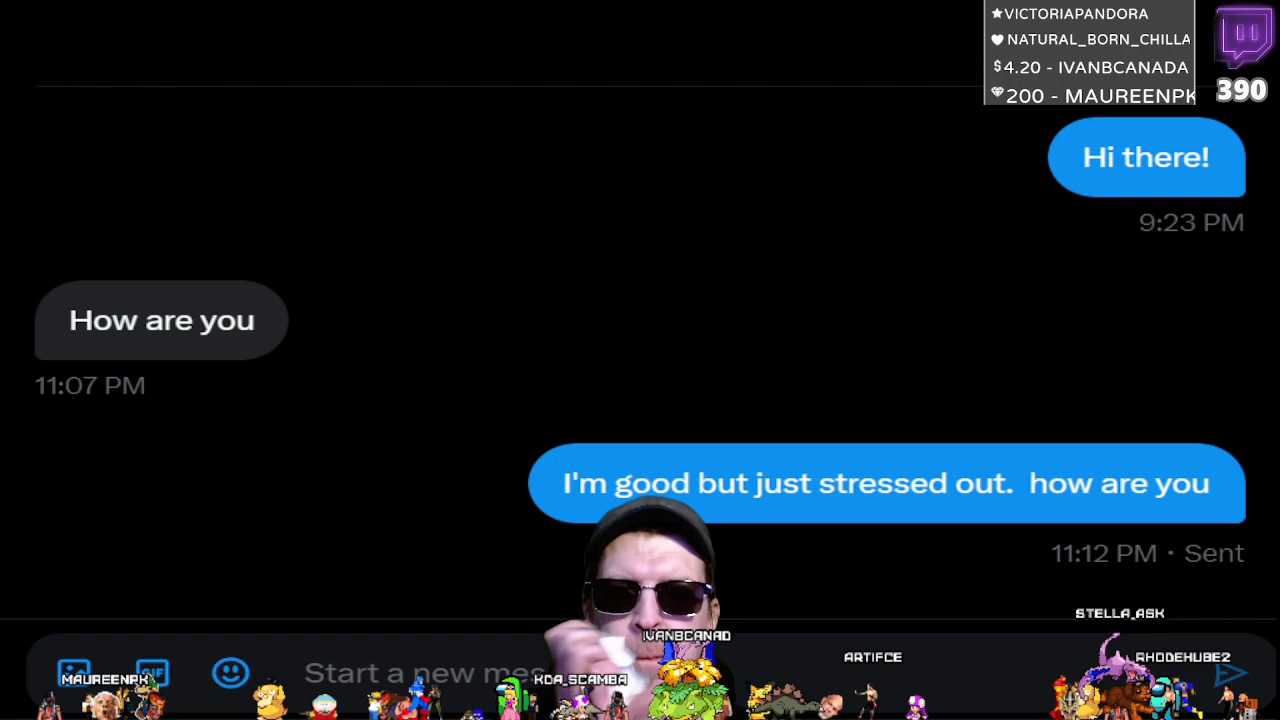 ★VICTORIAPANDORA
NATURAL_BORN_CHILLA
$4.20 - IVANBCANADA
200 - MAUREENPK
390
Hi there!
9:23 PM
How are you
11:07 PM
I'm good but just stressed out.  how are you
11:12 PM · Sent
STELLA_ASK
IVANBCANAD
ARTIFCE
RHODEHUBE2
GIF
Start a new mes
MAUREENPK
KDA_SCAMBA